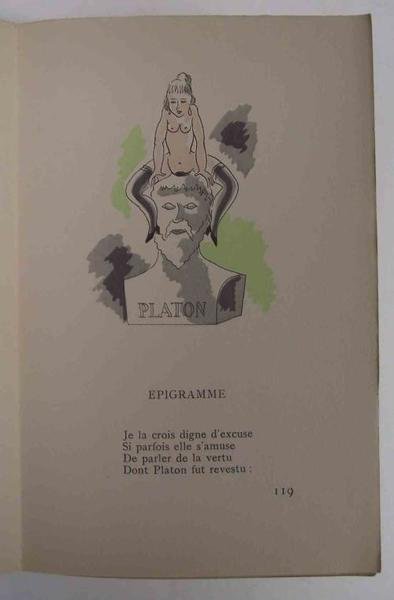 PLATON
EPIGRAMME
Je la crois digne d'excuse
Si parfois elle s'amuse
De parler de la vertu
Dont Platon fut revestu :
119